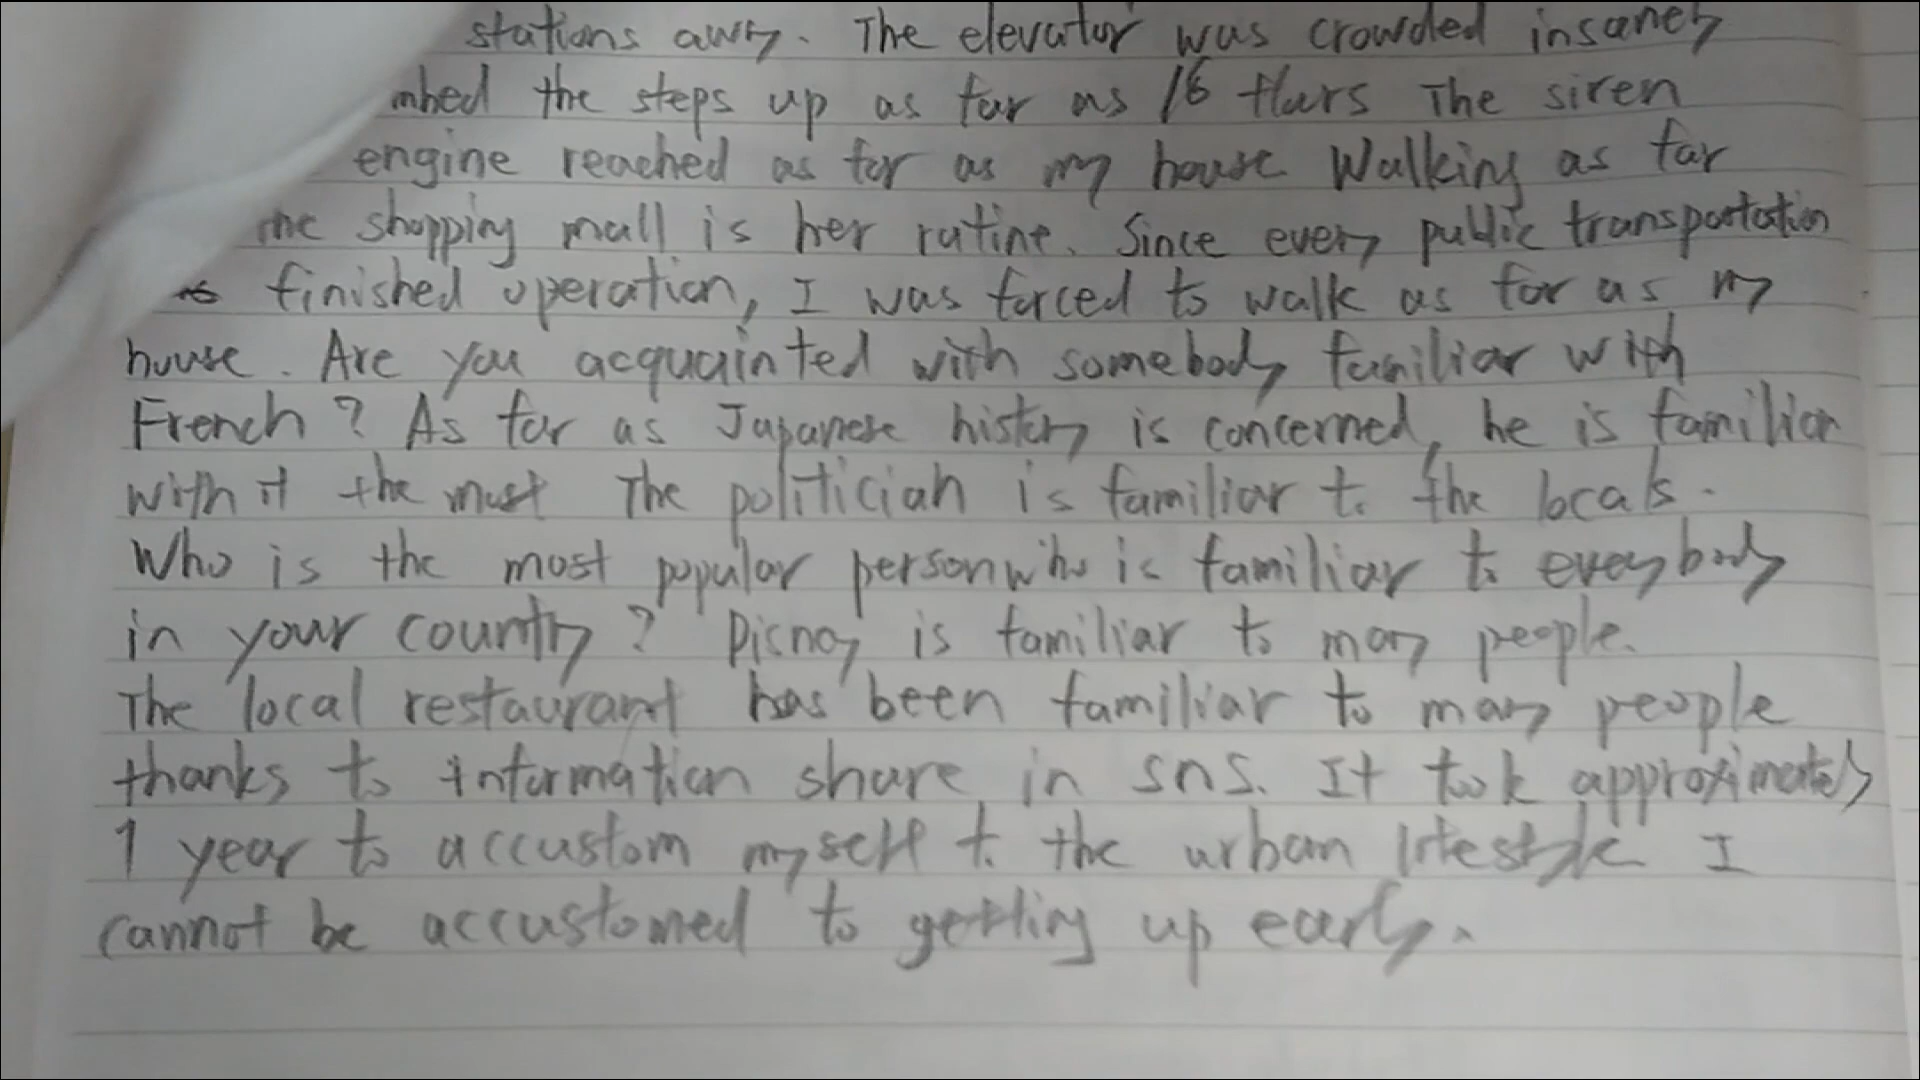 stations away. The elevator was crowded insanely
mbed the steps up as far as 16 floors The siren
engine reached as far as my house Walking as far
the shopping mall is her rutine. Since every public transportation
finished operation, I was forced to walk as far as my
house. Are you acquainted with somebody familiar with
French? As far as Japanese history is concerned, he is familiar
with it the most The politician is familiar to the locals.
Who is the most popular person who is familiar to everybody
in your country? Disney is familiar to many people.
The local restaurant has been familiar to many people
thanks to information share in SNS. It took approximately
1 year to accustom myself to the urban lifestyle I
cannot be accustomed to getting up early.